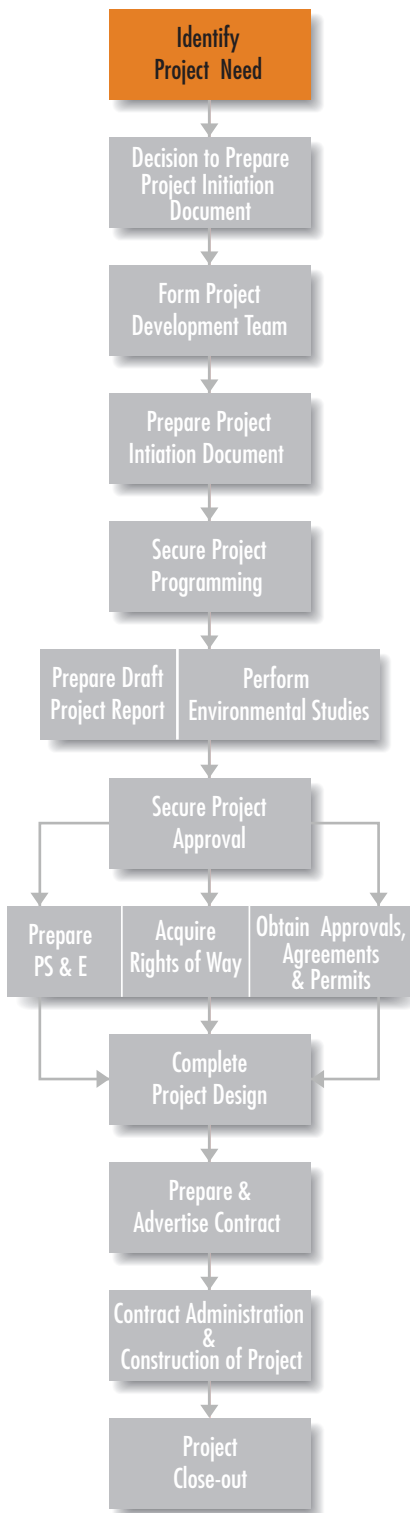 Identify
Project Need
Decision to Prepare
Project Initiation
Document
Form Project
Development Team
Prepare Project
Intiation Document
Secure Project
Programming
Prepare Draft
Project Report
Perform
Environmental Studies
Secure Project
Approval
Prepare
PS & E
Acquire
Rights of Way
Obtain Approvals,
Agreements
& Permits
Complete
Project Design
Prepare &
Advertise Contract
Contract Administration
&
Construction of Project
Project
Close-out